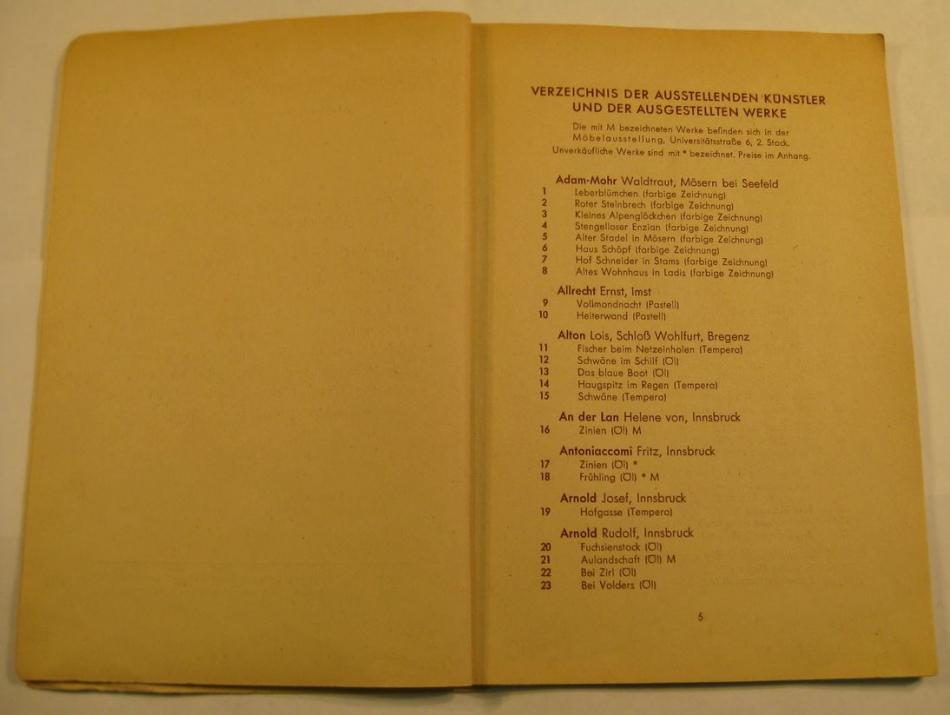 VERZEICHNIS DER AUSSTELLENDEN KÜNSTLER
UND DER AUSGESTELLTEN WERKE
Die mit M bezeichneten Werke befinden sich in der
Möbelausstellung, Universitätsstraße 6, 2. Stock.
Unverkäufliche Werke sind mit * bezeichnet. Preise im Anhang.
Adam-Mohr Waldtraut, Mösern bei Seefeld
1 Leberblümchen (farbige Zeichnung)
2 Roter Steinbrech (farbige Zeichnung)
3 Kleines Alpenglöckchen (farbige Zeichnung)
4 Stengelloser Enzian (farbige Zeichnung)
5 Alter Stadel in Mösern (farbige Zeichnung)
6 Haus Schöpf (farbige Zeichnung)
7 Hof Schneider in Stams (farbige Zeichnung)
8 Altes Wohnhaus in Ladis (farbige Zeichnung)
Allrecht Ernst, Imst
9 Vollmondnacht (Pastell)
10 Heiterwand (Pastell)
Alton Lois, Schloß Wohlfurt, Bregenz
11 Fischer beim Netzeinholen (Tempera)
12 Schwäne im Schilf (Öl)
13 Das blaue Boot (Öl)
14 Haugspitz im Regen (Tempera)
15 Schwäne (Tempera)
An der Lan Helene von, Innsbruck
16 Zinien (Öl) M
Antoniaccomi Fritz, Innsbruck
17 Zinien (Öl) *
18 Frühling (Öl) * M
Arnold Josef, Innsbruck
19 Hofgasse (Tempera)
Arnold Rudolf, Innsbruck
20 Fuchsienstock (Öl)
21 Aulandschaft (Öl) M
22 Bei Zirl (Öl)
23 Bei Volders (Öl)
5